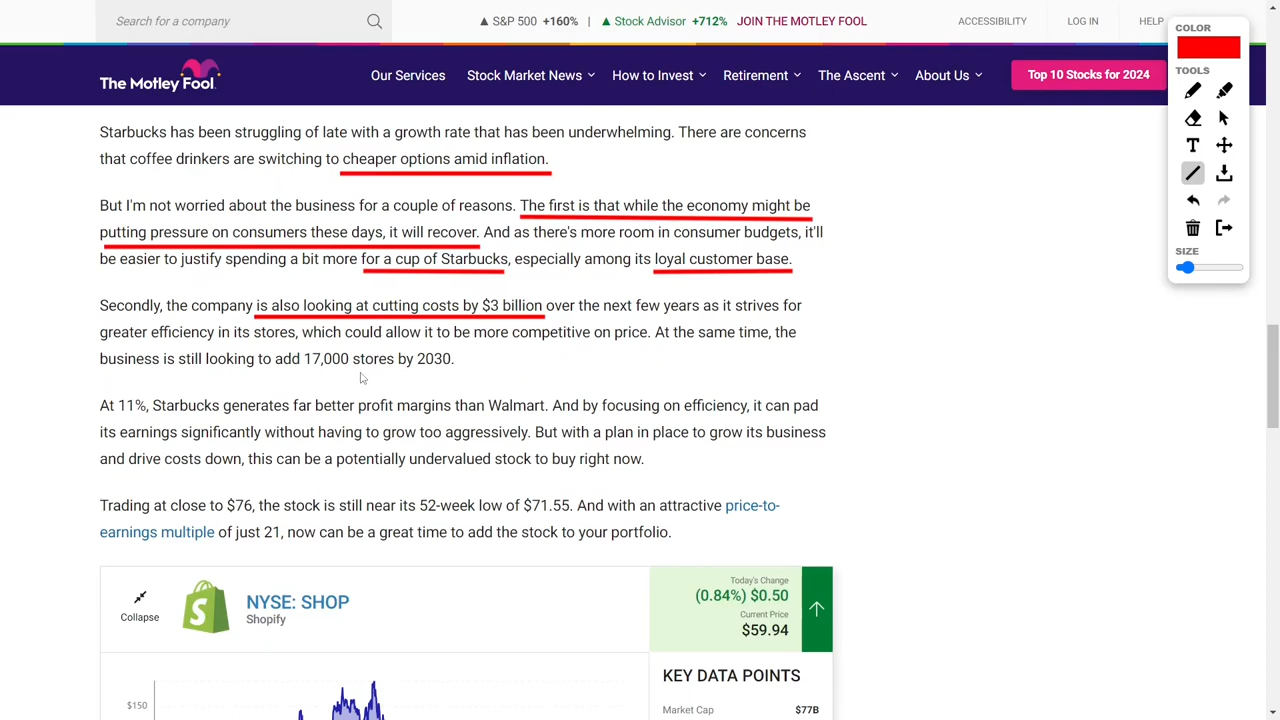 Search for a company
S&P 500 +160% | Stock Advisor +712% JOIN THE MOTLEY FOOL
ACCESSIBILITY LOG IN HELP
The Motley Fool
Our Services Stock Market News How to Invest Retirement The Ascent About Us
Top 10 Stocks for 2024
COLOR
TOOLS
T
SIZE
Starbucks has been struggling of late with a growth rate that has been underwhelming. There are concerns
that coffee drinkers are switching to cheaper options amid inflation.
But I'm not worried about the business for a couple of reasons. The first is that while the economy might be
putting pressure on consumers these days, it will recover. And as there's more room in consumer budgets, it'll
be easier to justify spending a bit more for a cup of Starbucks, especially among its loyal customer base.
Secondly, the company is also looking at cutting costs by $3 billion over the next few years as it strives for
greater efficiency in its stores, which could allow it to be more competitive on price. At the same time, the
business is still looking to add 17,000 stores by 2030.
At 11%, Starbucks generates far better profit margins than Walmart. And by focusing on efficiency, it can pad
its earnings significantly without having to grow too aggressively. But with a plan in place to grow its business
and drive costs down, this can be a potentially undervalued stock to buy right now.
Trading at close to $76, the stock is still near its 52-week low of $71.55. And with an attractive price-to-
earnings multiple of just 21, now can be a great time to add the stock to your portfolio.
Collapse
NYSE: SHOP
Shopify
Today's Change
(0.84%) $0.50
Current Price
$59.94
KEY DATA POINTS
Market Cap $77B
$150